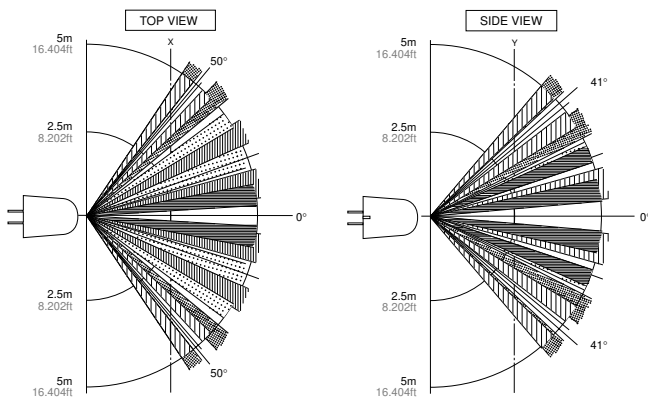 TOP VIEW
5m
16.404ft
X
50°
2.5m
8.202ft
0°
2.5m
8.202ft
50°
5m
16.404ft
SIDE VIEW
5m
16.404ft
Y
41°
2.5m
8.202ft
0°
2.5m
8.202ft
41°
5m
16.404ft